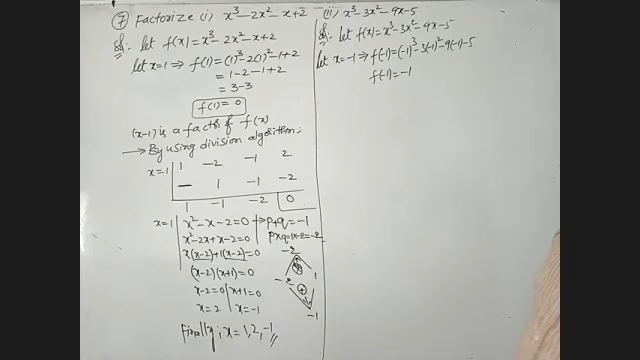 ⑦ Factorize (i) x³-2x²-x+2
Sol:- let f(x)=x³-2x²-x+2
let x=1 ⇒ f(1)=(1)³-2(1)²-1+2
= 1-2-1+2
= 3-3
f(1)=0
(x-1) is a factor of f(x)
→ By using division algorithm:
x=1 | 1 -2 -1 2
— 1 -1 -2
1 -1 -2 0
x=1 | x²-x-2=0 → p+q=-1
x²-2x+x-2=0 p×q=1x-2=-2
x(x-2)+1(x-2)=0
(x-2)(x+1)=0
x-2=0 | x+1=0
x=2 | x=-1
-2
-2 1
-1
Finally, x=1,2,-1
(ii) x³-3x²-9x-5
Sol:- let f(x)=x³-3x²-9x-5
let x=-1 ⇒ f(-1)=(-1)³-3(-1)²-9(-1)-5
f(-1)=-1